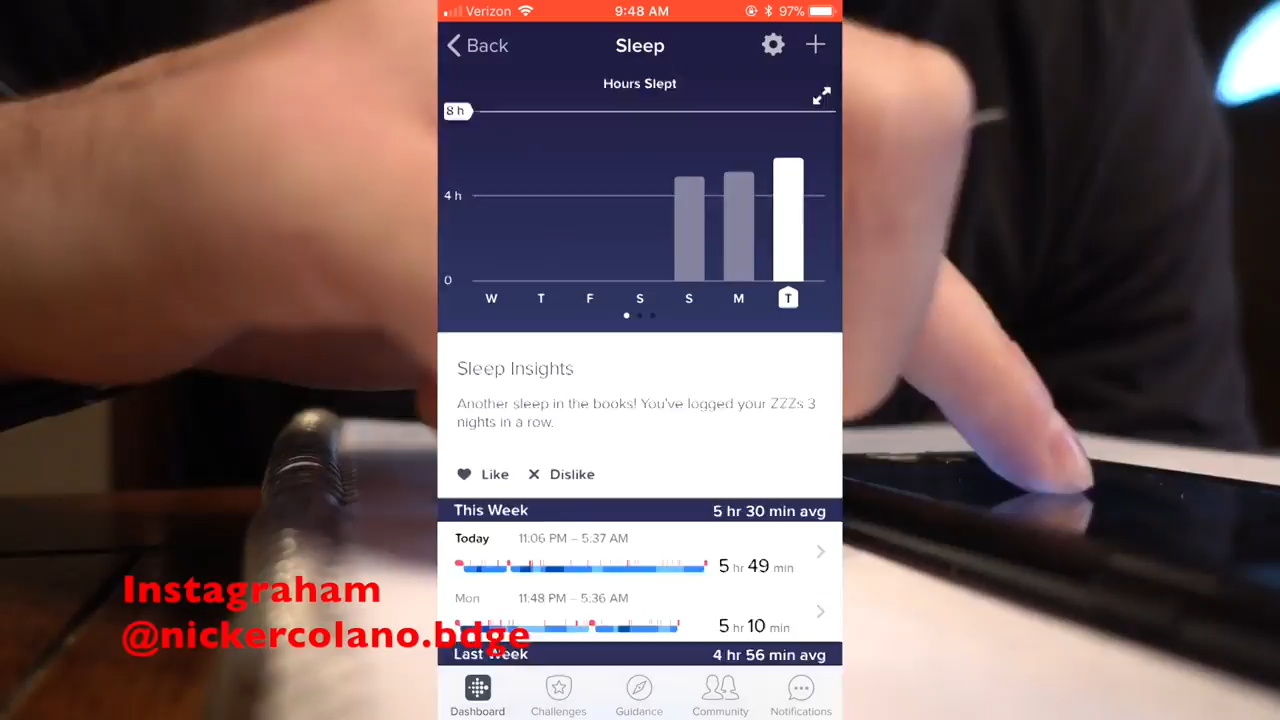 Verizon 9:48 AM 97%
Back Sleep
Hours Slept
8 h
4 h
0
W T F S S M T
Sleep Insights
Another sleep in the books! You've logged your ZZZs 3
nights in a row.
Like Dislike
This Week 5 hr 30 min avg
Today 11:06 PM – 5:37 AM
5 hr 49 min
Mon 11:48 PM – 5:36 AM
5 hr 10 min
Last Week 4 hr 56 min avg
Dashboard Challenges Guidance Community Notifications
Instagraham
@nickercolano.bdge